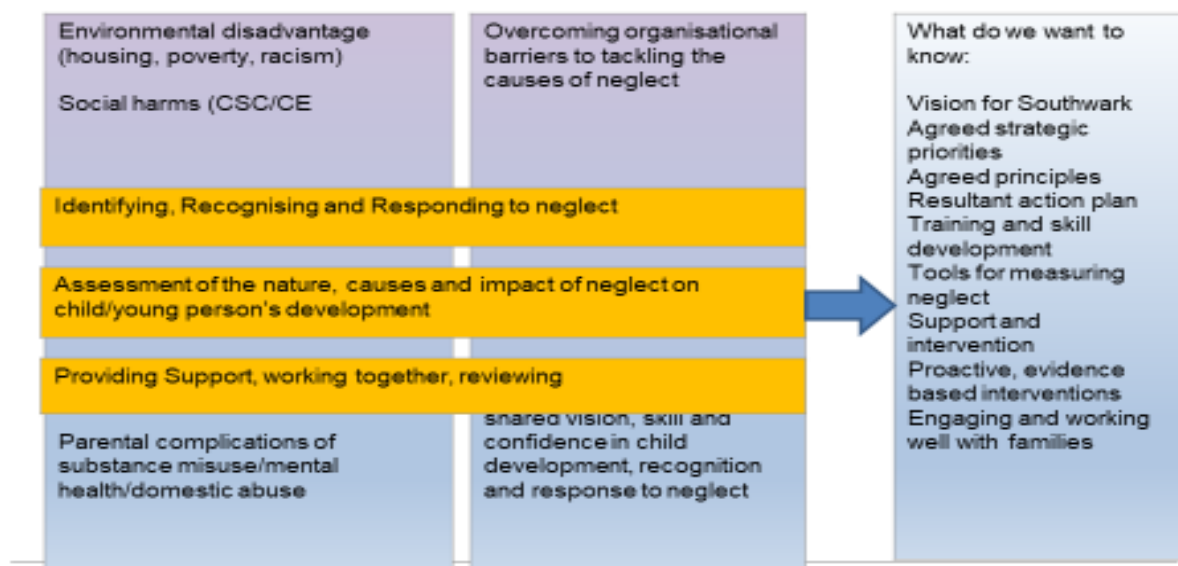 Environmental disadvantage
(housing, poverty, racism)
Social harms (CSC/CE
Overcoming organisational
barriers to tackling the
causes of neglect
Identifying, Recognising and Responding to neglect
Assessment of the nature, causes and impact of neglect on
child/young person's development
Providing Support, working together, reviewing
Parental complications of
substance misuse/mental
health/domestic abuse
shared vision, skill and
confidence in child
development, recognition
and response to neglect
What do we want to
know:
Vision for Southwark
Agreed strategic
priorities
Agreed principles
Resultant action plan
Training and skill
development
Tools for measuring
neglect
Support and
intervention
Proactive, evidence
based interventions
Engaging and working
well with families